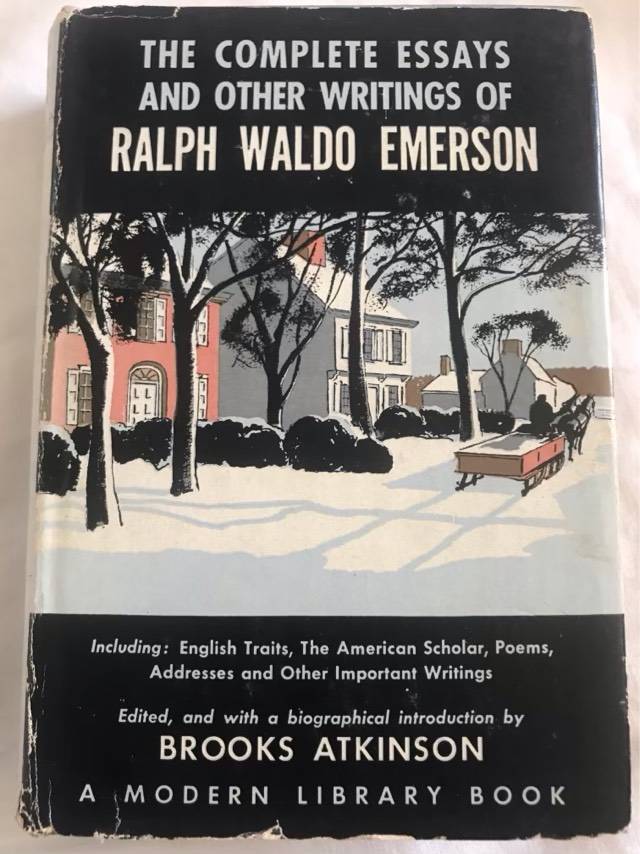 THE COMPLETE ESSAYS
AND OTHER WRITINGS OF
RALPH WALDO EMERSON
Including: English Traits, The American Scholar, Poems,
Addresses and Other Important Writings
Edited, and with a biographical introduction by
BROOKS ATKINSON
A MODERN LIBRARY BOOK